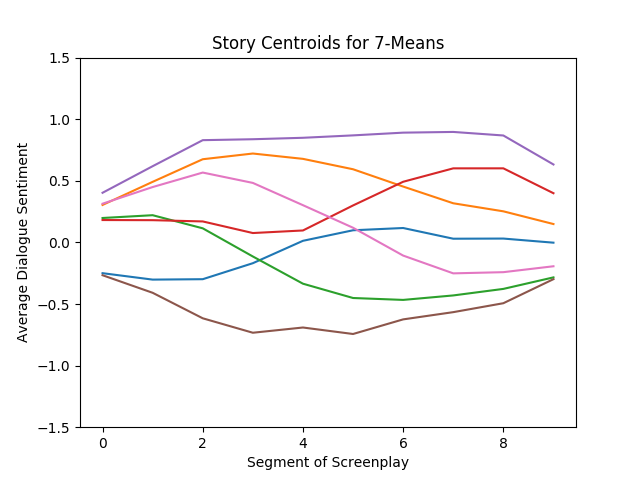 Story Centroids for 7-Means
Average Dialogue Sentiment
1.5
1.0
0.5
0.0
−0.5
−1.0
−1.5
0 2 4 6 8
Segment of Screenplay